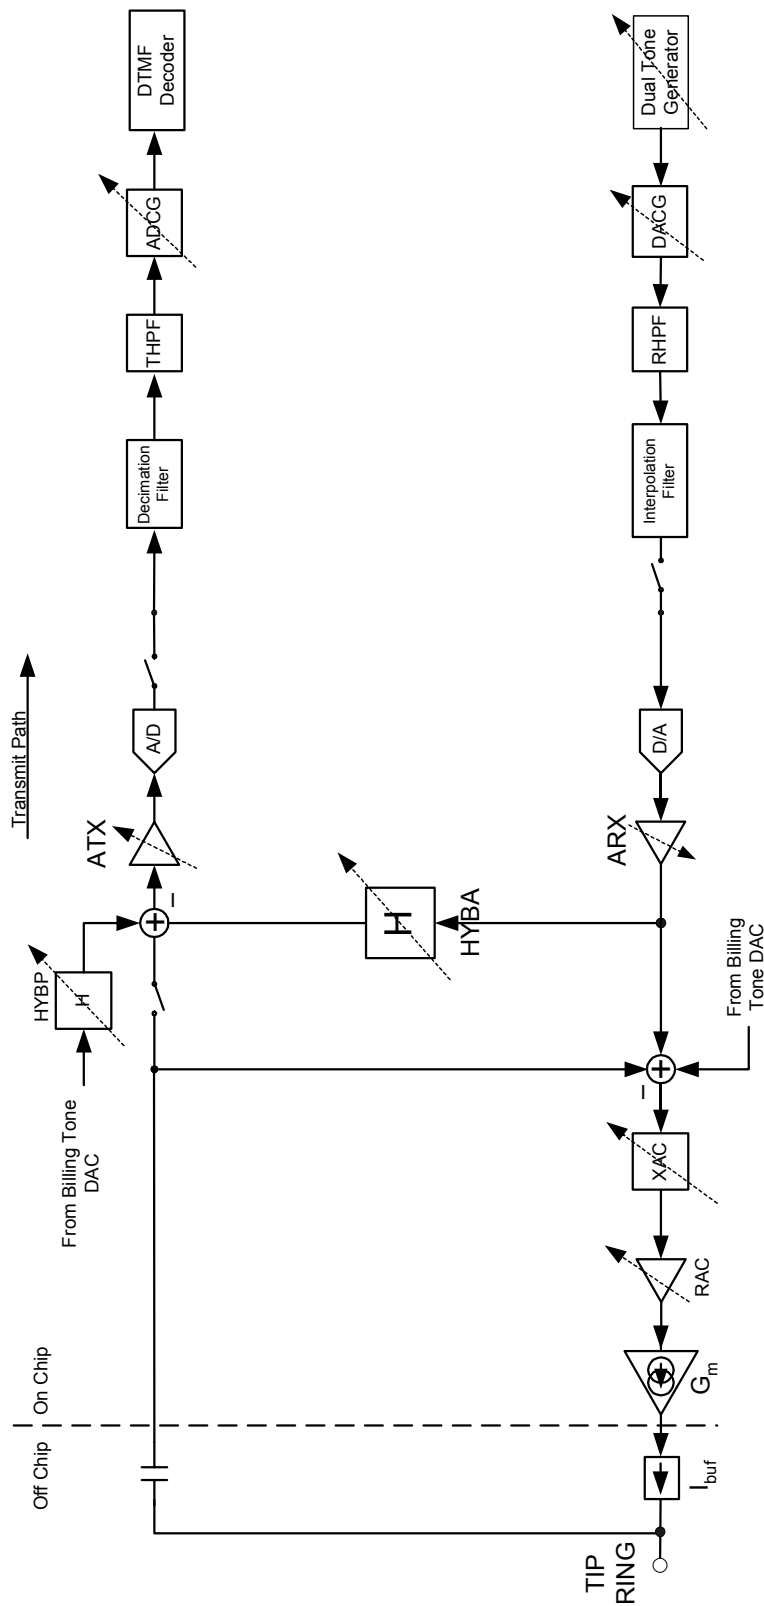 Off Chip
On Chip
From Billing Tone
DAC
HYBP
H
Transmit Path
ATX
A/D
Decimation
Filter
THPF
ADCG
DTMF
Decoder
H
HYBA
–
–
TIP
RING
Ibuf
Gm
RAC
XAC
From Billing
Tone DAC
ARX
D/A
Interpolation
Filter
RHPF
DACG
Dual Tone
Generator